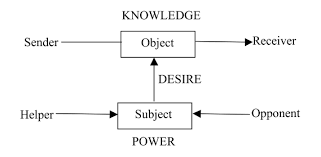 KNOWLEDGE
Sender Object Receiver
DESIRE
Helper Subject Opponent
POWER